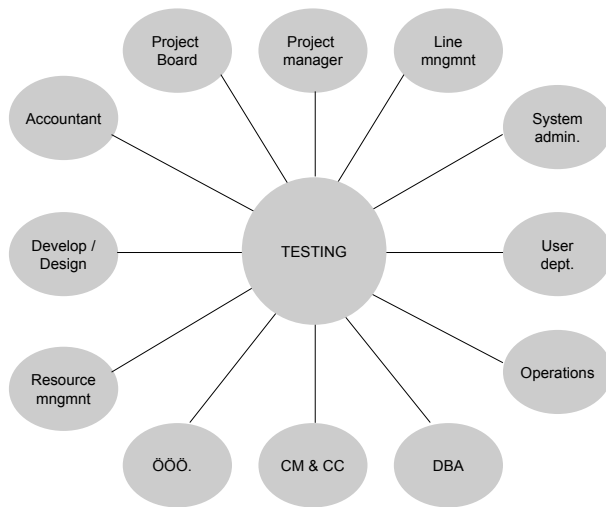 Project
Board
Project
manager
Line
mngmnt
Accountant
System
admin.
Develop /
Design
TESTING
User
dept.
Resource
mngmnt
Operations
ÖÖÖ.
CM & CC
DBA